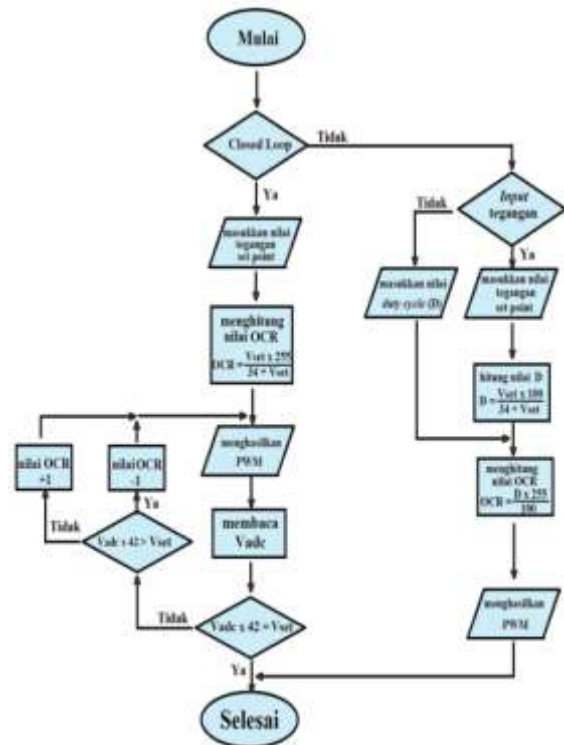 Mulai
Closed Loop
Tidak
Ya
masukkan nilai
tegangan
set point
menghitung
nilai OCR
OCR = Vset x 255
34 + Vset
menghasilkan
PWM
membaca
Vadc
Vadc x 42 = Vset
Tidak
Vadc x 42 > Vset
Tidak
Ya
nilai OCR
+1
nilai OCR
-1
Ya
Selesai
Input
tegangan
Tidak
Ya
masukkan nilai
duty cycle (D)
masukkan nilai
tegangan
set point
hitung nilai D
D = Vset x 100
34 + Vset
menghitung
nilai OCR
OCR = D x 255
100
menghasilkan
PWM